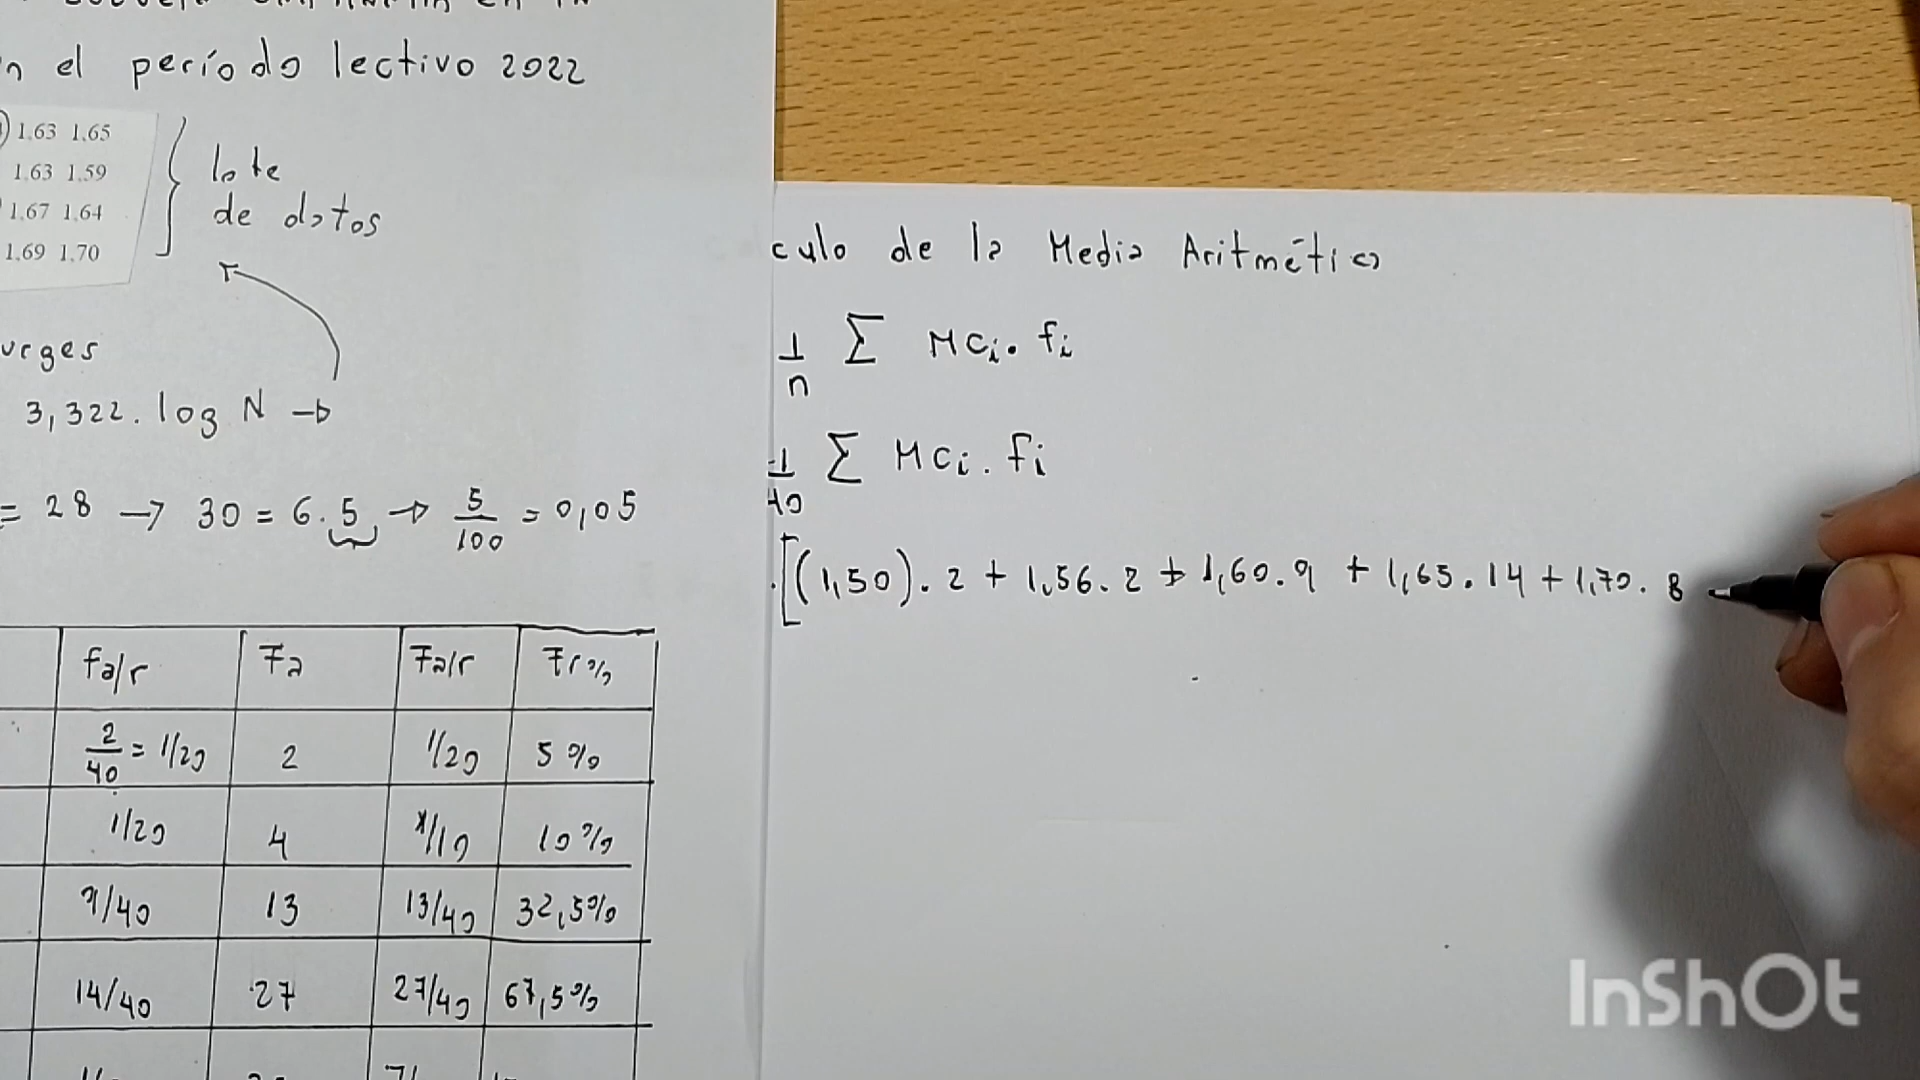 n el período lectivo 2022
1.63 1.65
1.63 1.59
1.67 1.64
1.69 1.70
lote
de datos
urges
3,322. log N →
= 28 → 30 = 6.5 → 5/100 = 0,05
fa/r Fa Fa/r Fr%
2/40 = 1/20 2 1/20 5%
1/20 4 1/10 10%
9/40 13 13/40 32,5%
14/40 27 27/40 67,5%
culo de la Media Aritmética
1/n Σ Mci. fi
1/40 Σ Mci. fi
. [(1,50). 2 + 1,56. 2 + 1,60. 9 + 1,65. 14 + 1,70. 8
InShOt